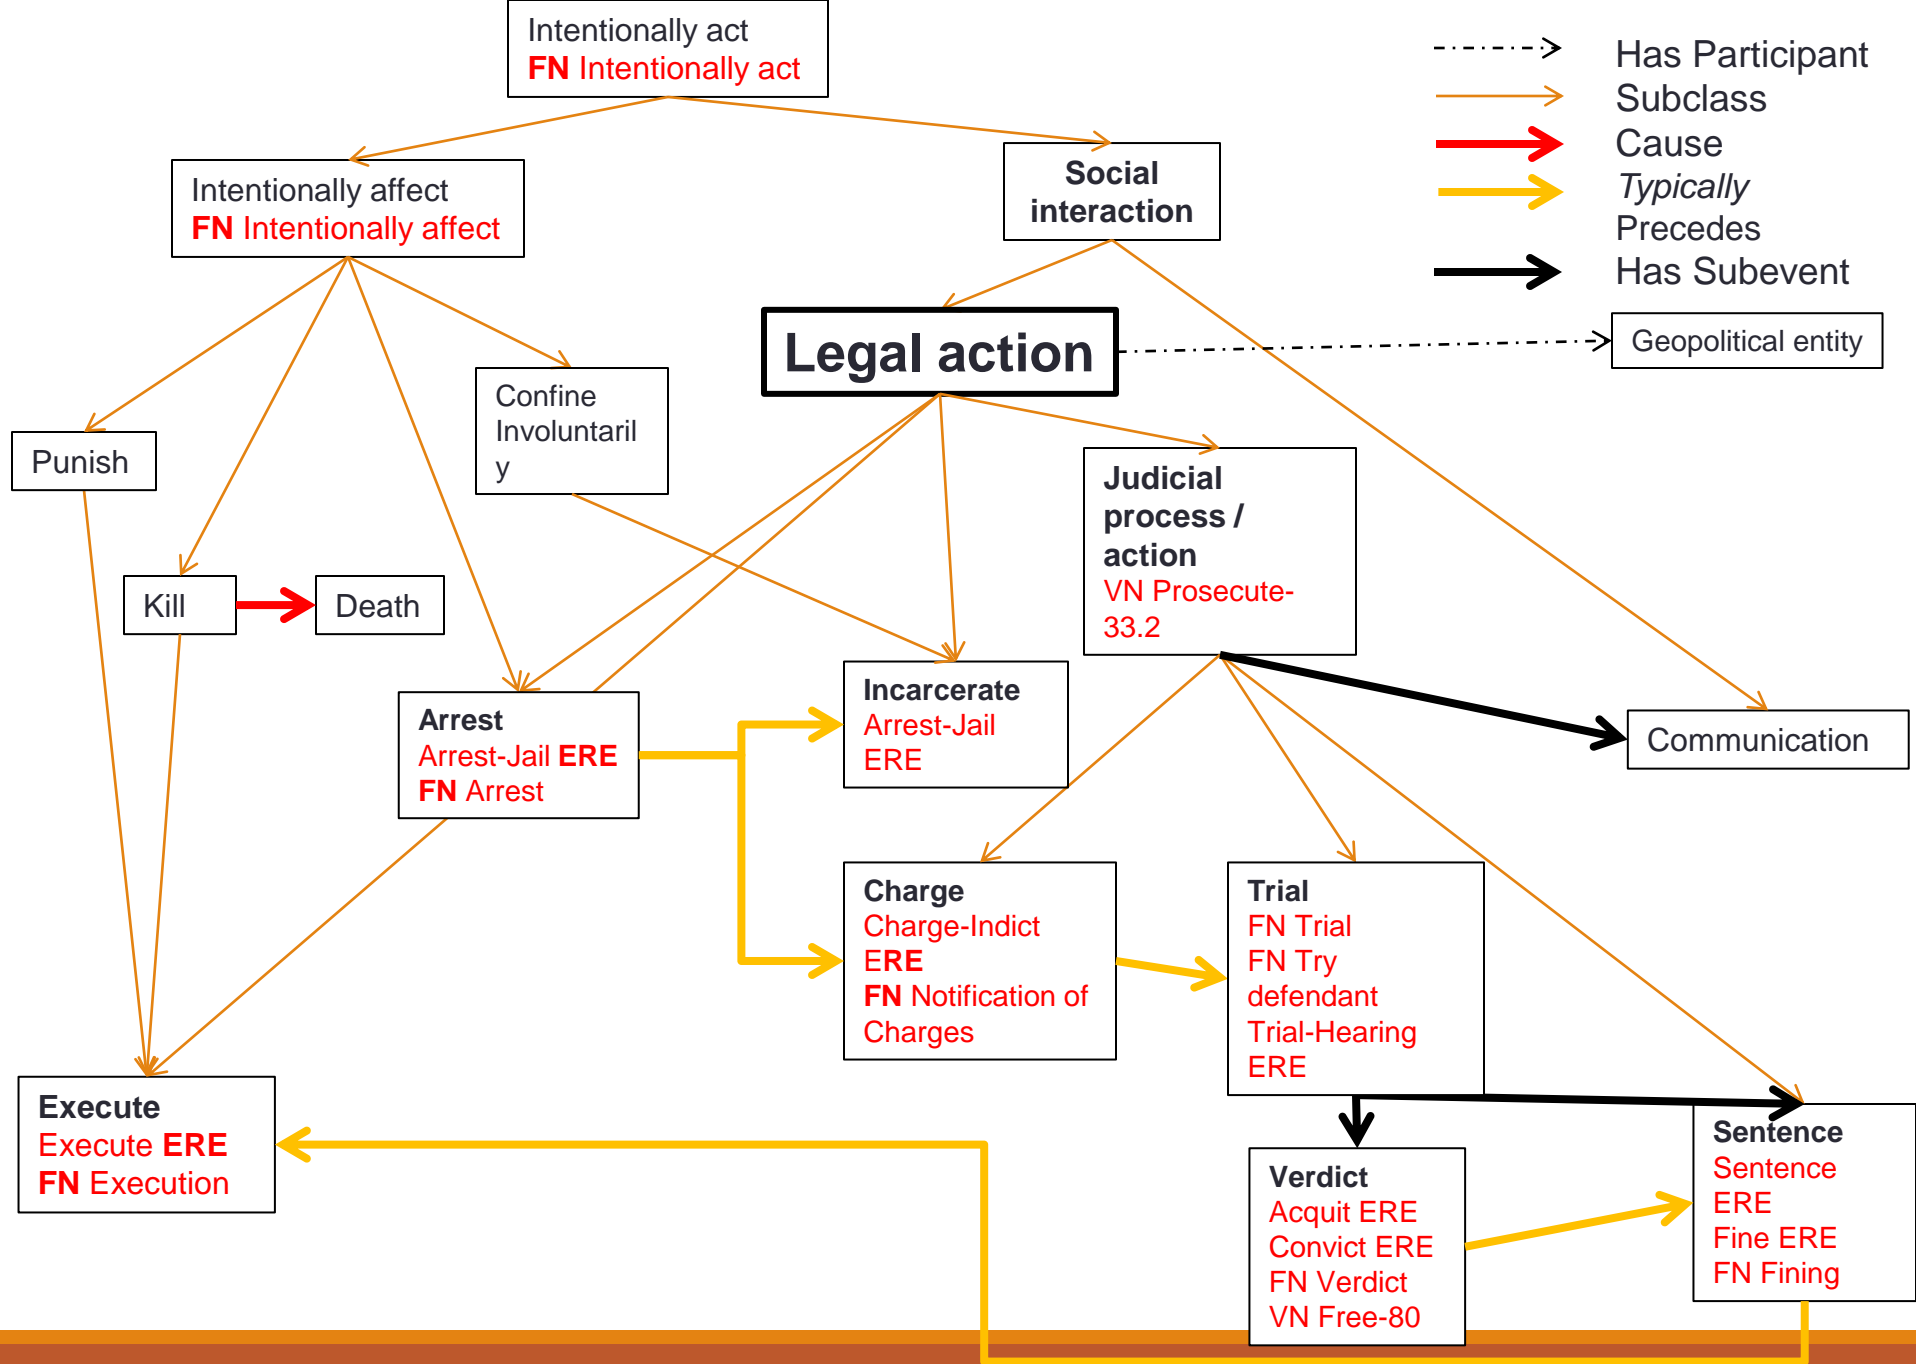 Intentionally act
FN Intentionally act
Has Participant
Subclass
Cause
Typically
Precedes
Has Subevent
Intentionally affect
FN Intentionally affect
Social
interaction
Legal action
Geopolitical entity
Confine
Involuntaril
y
Punish
Judicial
process /
action
VN Prosecute-
33.2
Kill
Death
Arrest
Arrest-Jail ERE
FN Arrest
Incarcerate
Arrest-Jail
ERE
Communication
Charge
Charge-Indict
ERE
FN Notification of
Charges
Trial
FN Trial
FN Try
defendant
Trial-Hearing
ERE
Execute
Execute ERE
FN Execution
Verdict
Acquit ERE
Convict ERE
FN Verdict
VN Free-80
Sentence
Sentence
ERE
Fine ERE
FN Fining